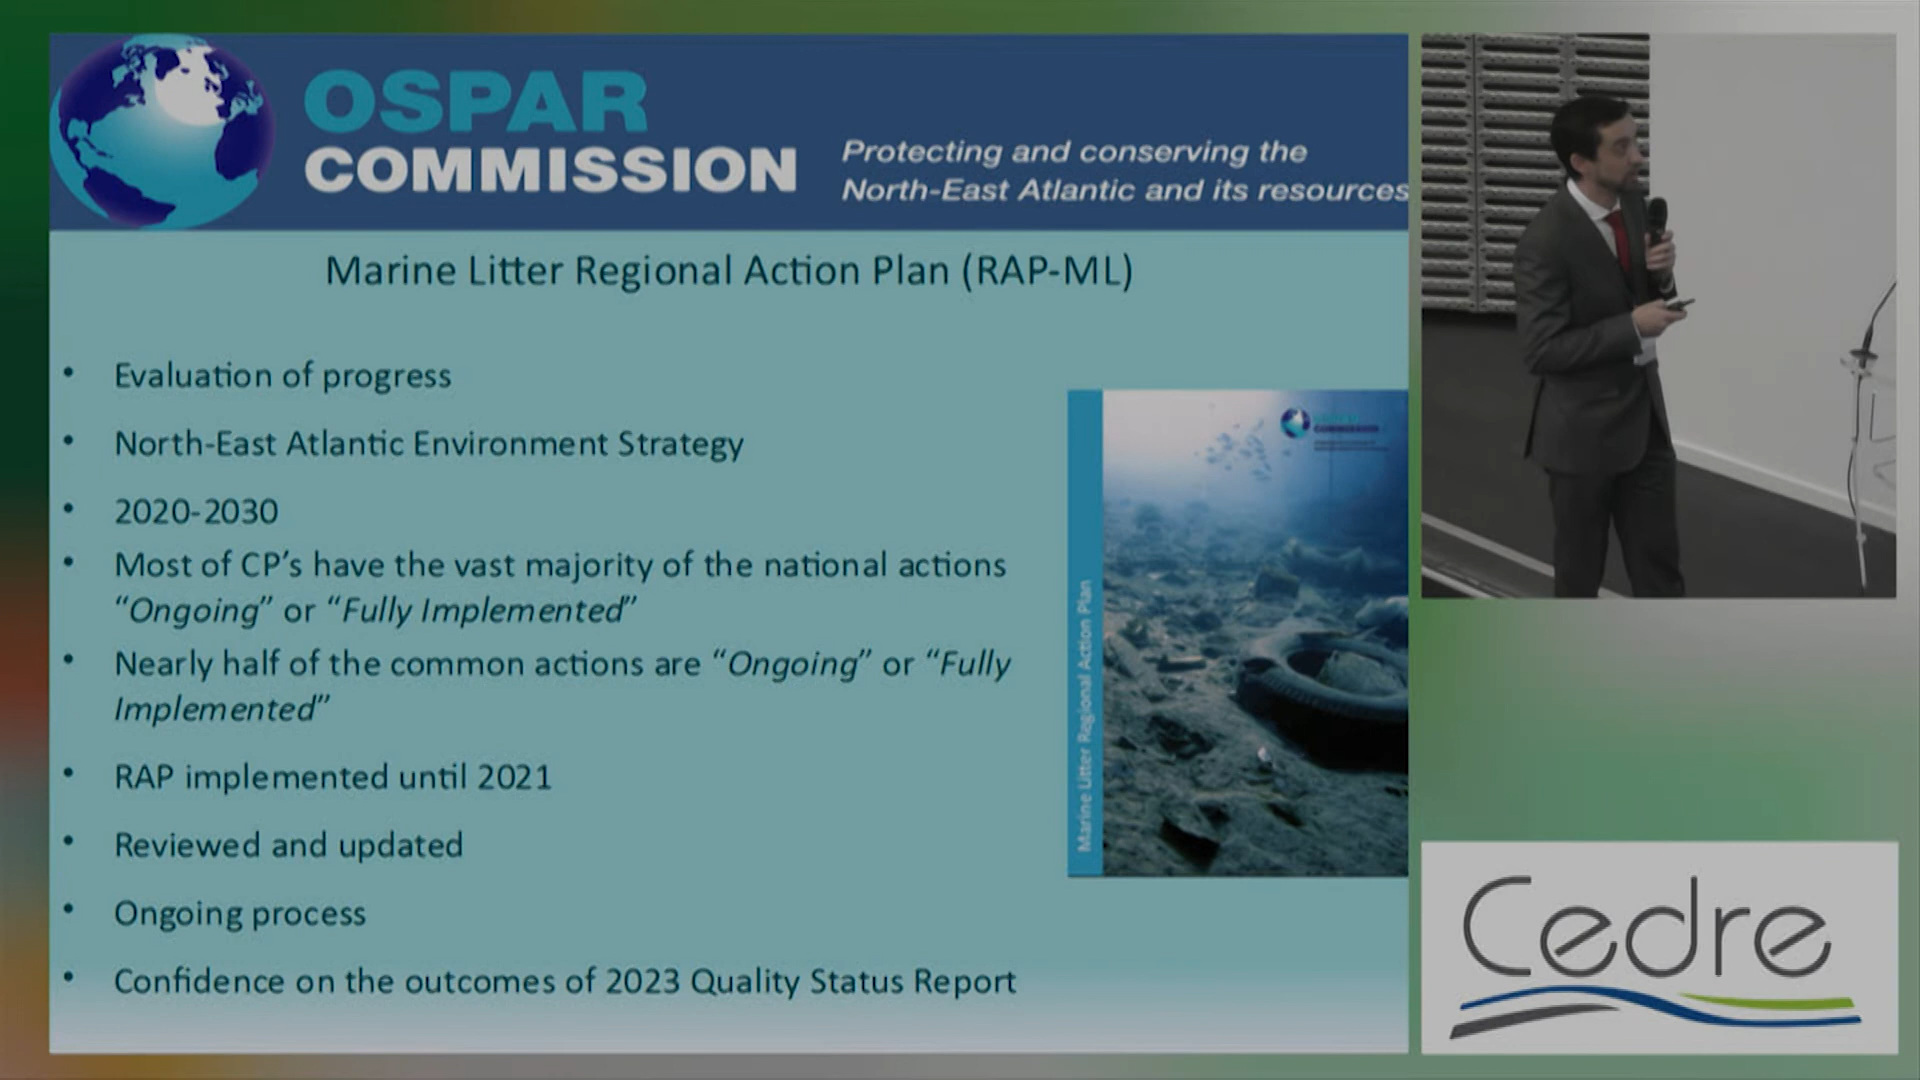 OSPAR
COMMISSION
Protecting and conserving the
North-East Atlantic and its resources
Marine Litter Regional Action Plan (RAP-ML)
• Evaluation of progress
• North-East Atlantic Environment Strategy
• 2020-2030
• Most of CP’s have the vast majority of the national actions
“Ongoing” or “Fully Implemented”
• Nearly half of the common actions are “Ongoing” or “Fully
Implemented”
• RAP implemented until 2021
• Reviewed and updated
• Ongoing process
• Confidence on the outcomes of 2023 Quality Status Report
Marine Litter Regional Action Plan
Cedre